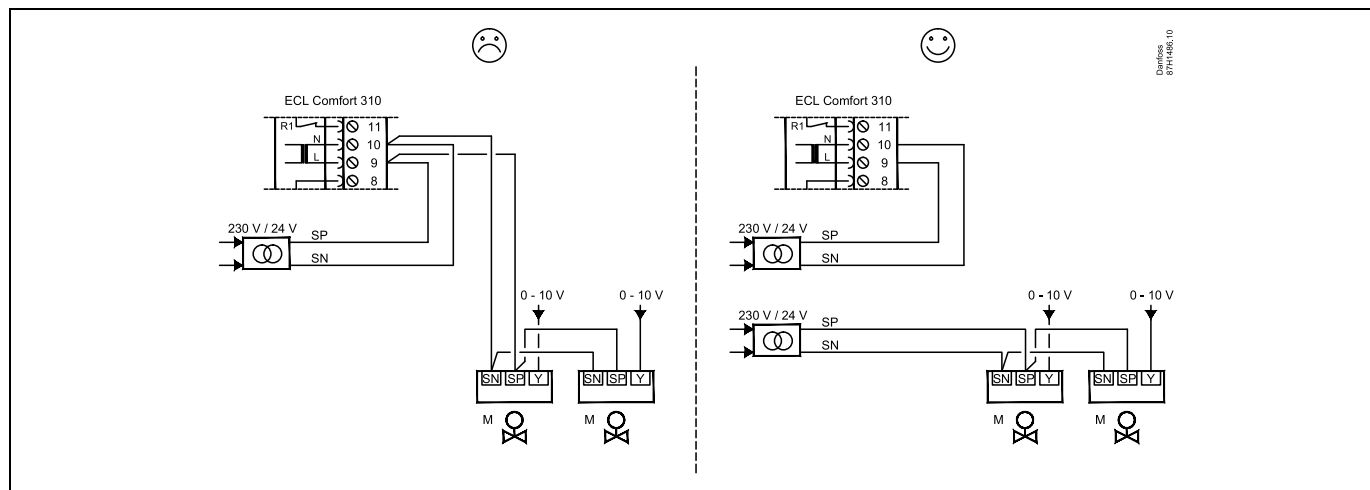 Danfoss
87H1486.10
ECL Comfort 310
R1
11
N
10
L
9
8
230 V / 24 V
SP
SN
0 - 10 V
0 - 10 V
SN SP Y
SN SP Y
M
M
ECL Comfort 310
R1
11
N
10
L
9
8
230 V / 24 V
SP
SN
230 V / 24 V
SP
SN
0 - 10 V
0 - 10 V
SN SP Y
SN SP Y
M
M